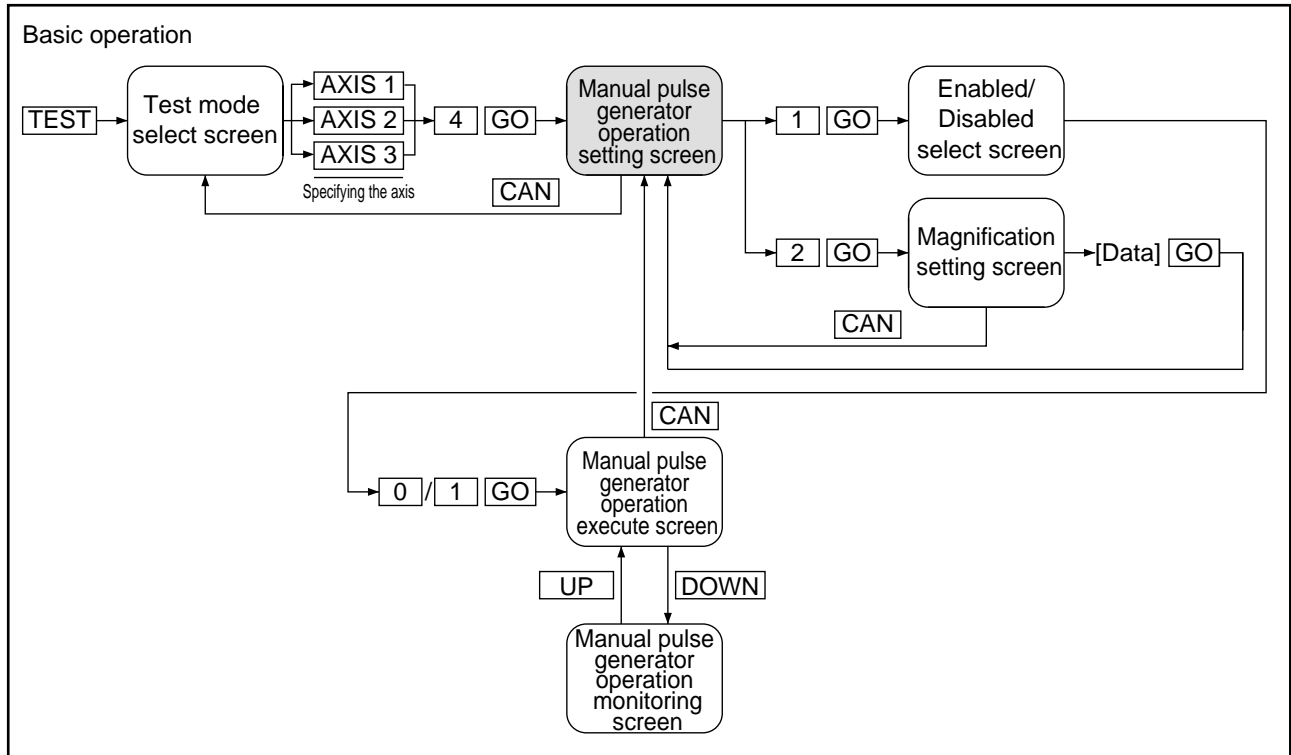 Basic operation
TEST
Test mode
select screen
AXIS 1
AXIS 2
AXIS 3
Specifying the axis
4 GO
Manual pulse
generator
operation
setting screen
CAN
1 GO
Enabled/
Disabled
select screen
2 GO
Magnification
setting screen
[Data] GO
CAN
CAN
0 / 1 GO
Manual pulse
generator
operation
execute screen
UP
DOWN
Manual pulse
generator
operation
monitoring
screen